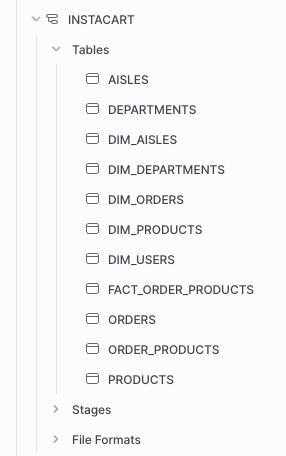 INSTACART
Tables
AISLES
DEPARTMENTS
DIM_AISLES
DIM_DEPARTMENTS
DIM_ORDERS
DIM_PRODUCTS
DIM_USERS
FACT_ORDER_PRODUCTS
ORDERS
ORDER_PRODUCTS
PRODUCTS
Stages
File Formats